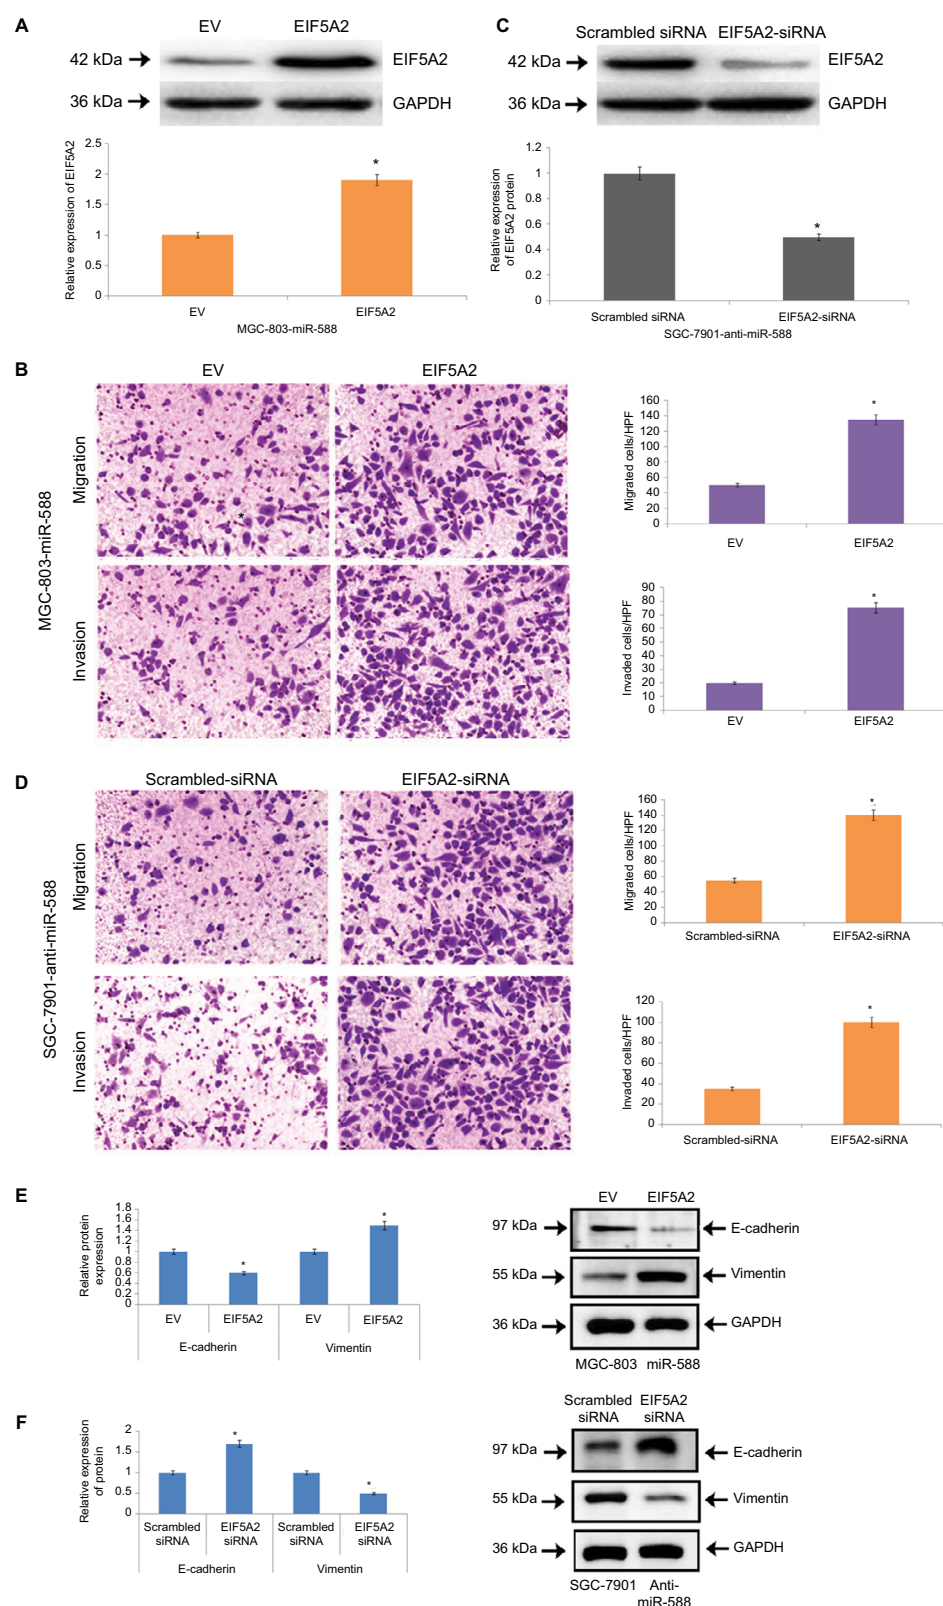 A
EV EIF5A2
42 kDa EIF5A2
36 kDa GAPDH
Relative expression of EIF5A2
2.5
2
1.5
1
0.5
0
EV EIF5A2
MGC-803-miR-588
C
Scrambled siRNA EIF5A2-siRNA
42 kDa EIF5A2
36 kDa GAPDH
Relative expression
of EIF5A2 protein
1.2
1
0.8
0.6
0.4
0.2
0
*
*
Scrambled siRNA EIF5A2-siRNA
SGC-7901-anti-miR-588
B
EV EIF5A2
MGC-803-miR-588
Migration
*
Invasion
Migrated cells/HPF
160
140
120
100
80
60
40
20
0
*
EV EIF5A2
Invaded cells/HPF
90
80
70
60
50
40
30
20
10
0
*
EV EIF5A2
D
Scrambled-siRNA EIF5A2-siRNA
SGC-7901-anti-miR-588
Migration
Invasion
Migrated cells/HPF
160
140
120
100
80
60
40
20
0
*
Scrambled-siRNA EIF5A2-siRNA
Invaded cells/HPF
120
100
80
60
40
20
0
*
Scrambled-siRNA EIF5A2-siRNA
E
Relative protein
expression
1.8
1.6
1.4
1.2
1
0.8
0.6
0.4
0.2
0
*
*
EV EIF5A2 EV EIF5A2
E-cadherin Vimentin
EV EIF5A2
97 kDa E-cadherin
55 kDa Vimentin
36 kDa GAPDH
MGC-803 miR-588
F
Relative expression
of protein
2
1.5
1
0.5
0
*
*
Scrambled EIF5A2 Scrambled EIF5A2
siRNA siRNA siRNA siRNA
E-cadherin Vimentin
Scrambled EIF5A2
siRNA siRNA
97 kDa E-cadherin
55 kDa Vimentin
36 kDa GAPDH
SGC-7901 Anti-
miR-588